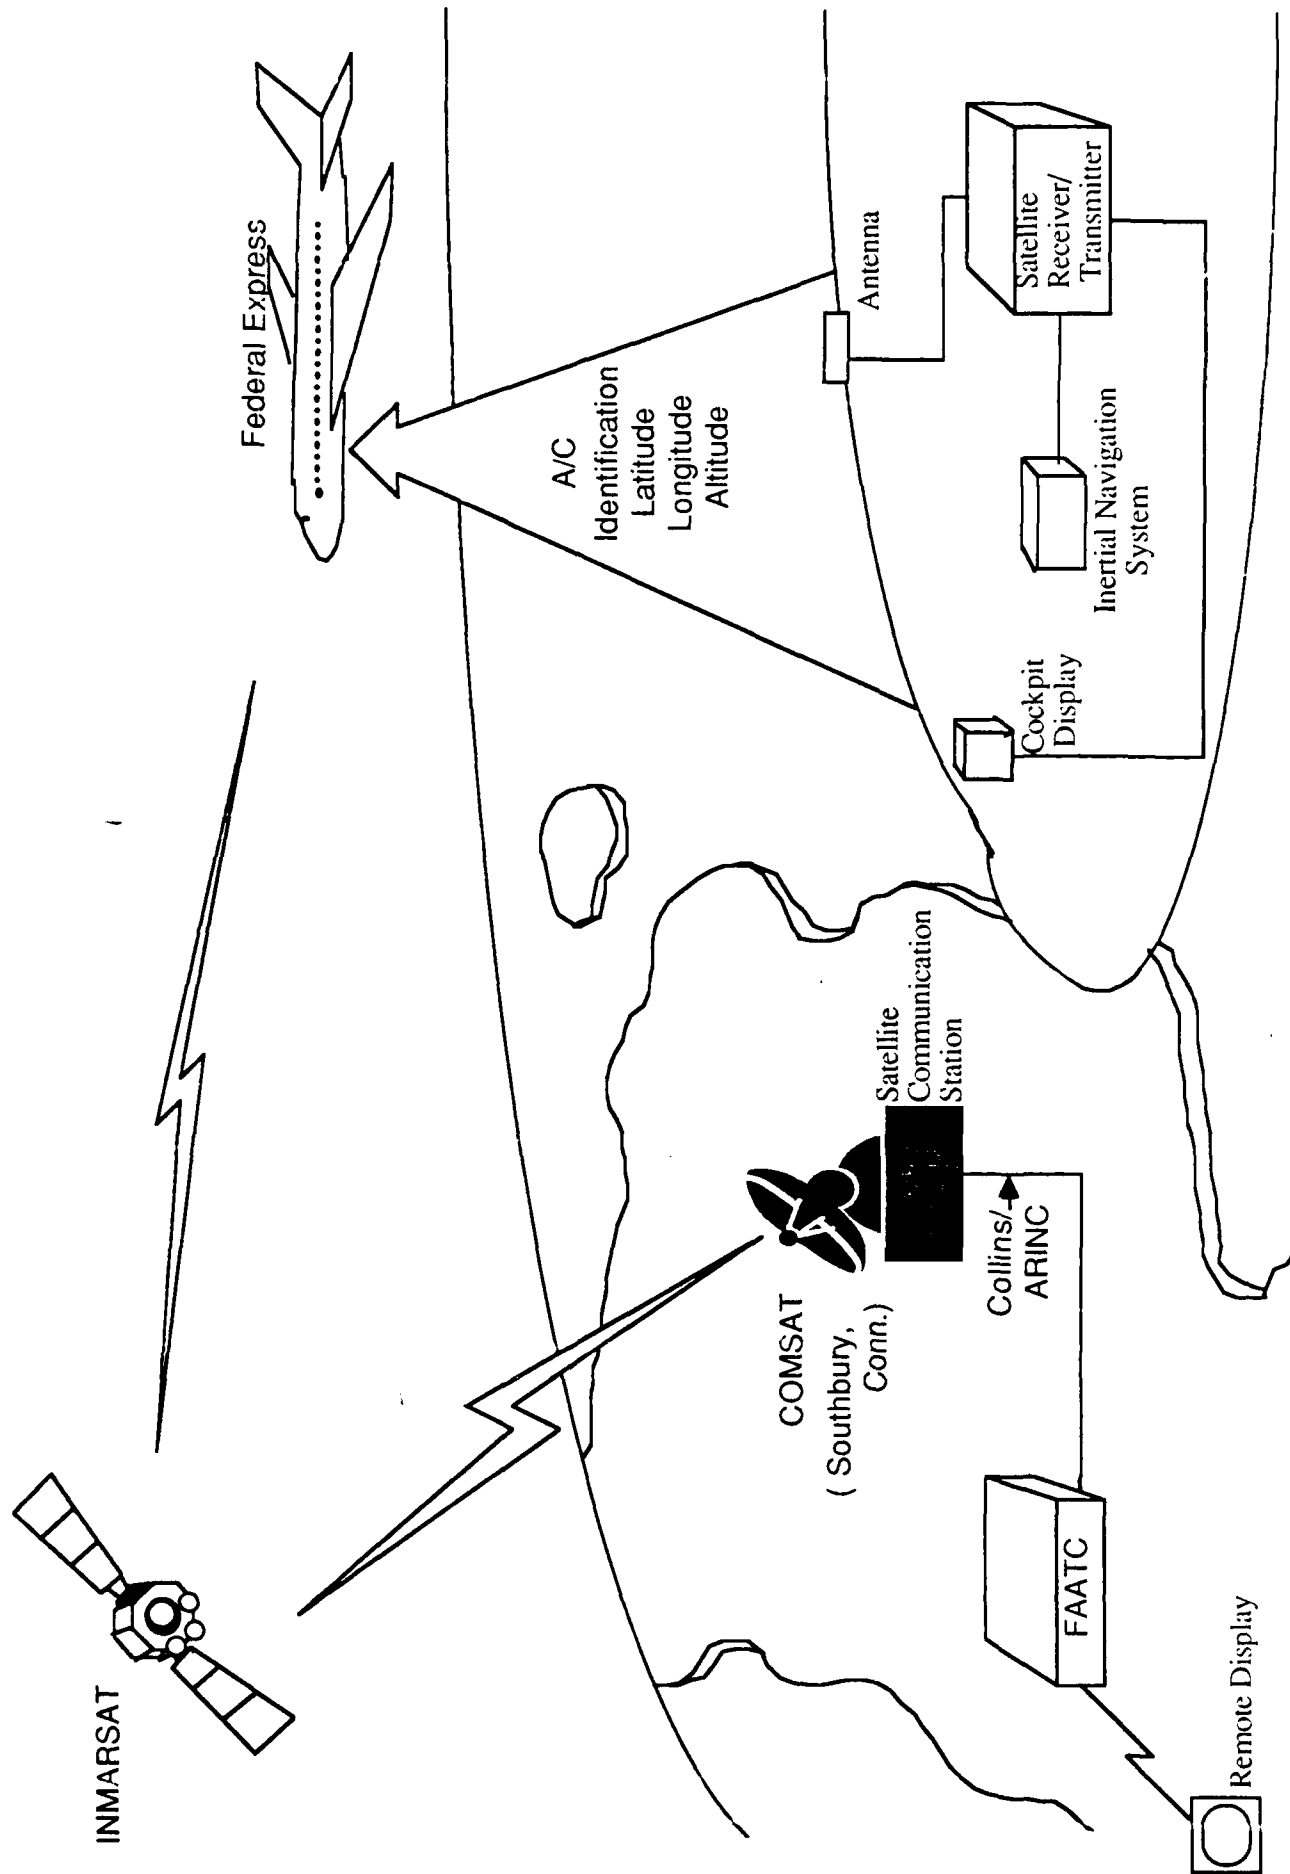 INMARSAT
Federal Express
A/C
Identification
Latitude
Longitude
Altitude
COMSAT
( Southbury,
Conn.)
Satellite
Communication
Station
Antenna
Collins/
ARINC
FAATC
Remote Display
Cockpit
Display
Inertial Navigation
System
Satellite
Receiver/
Transmitter